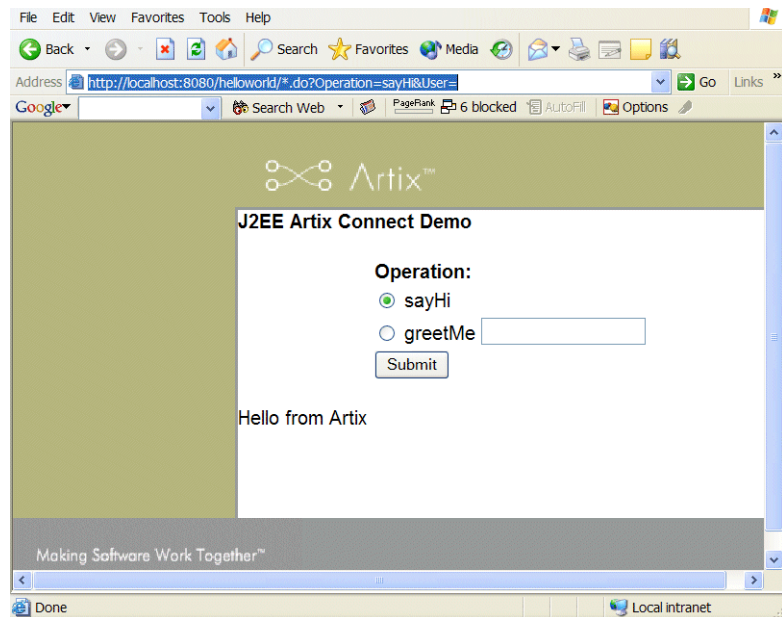 File Edit View Favorites Tools Help
Back Search Favorites Media
Address http://localhost:8080/helloworld/*.do?Operation=sayHi&User= Go Links »
Google Search Web PageRank 6 blocked AutoFill Options
Artix™
J2EE Artix Connect Demo
Operation:
sayHi
greetMe
Submit
Hello from Artix
Making Software Work Together™
Done Local intranet